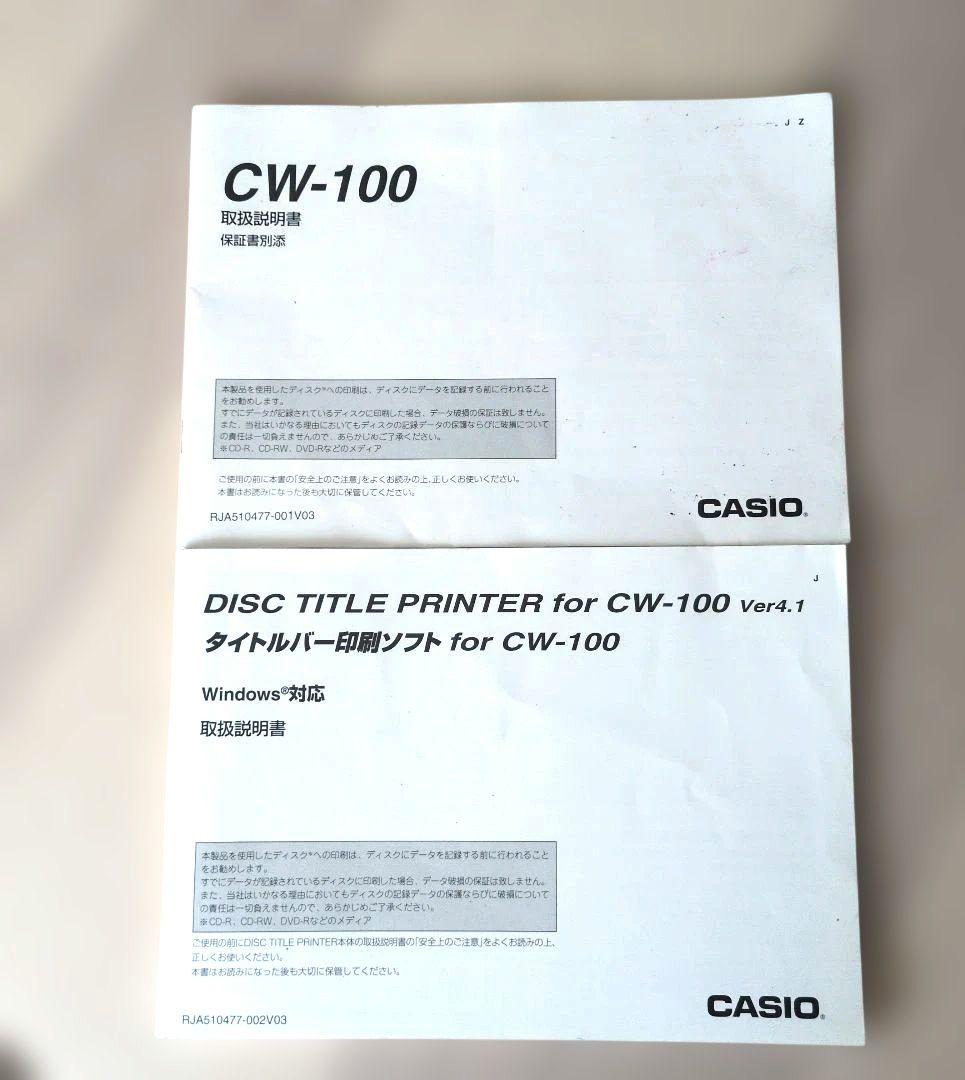 J Z
CW-100
取扱説明書
保証書別添
本製品を使用したディスク※への印刷は、ディスクにデータを記録する前に行われること
をお勧めします。
すでにデータが記録されているディスクに印刷した場合、データ破損の保証は致しません。
また、当社はいかなる理由においてもディスクの記録データの保護ならびに破損について
の責任は一切負えませんので、あらかじめご了承ください。
※CD-R、CD-RW、DVD-Rなどのメディア
ご使用の前に本書の「安全上のご注意」をよくお読みの上、正しくお使いください。
本書はお読みになった後も大切に保管してください。
RJA510477-001V03
CASIO®
J
DISC TITLE PRINTER for CW-100 Ver4.1
タイトルバー印刷ソフト for CW-100
Windows®対応
取扱説明書
本製品を使用したディスク※への印刷は、ディスクにデータを記録する前に行われること
をお勧めします。
すでにデータが記録されているディスクに印刷した場合、データ破損の保証は致しません。
また、当社はいかなる理由においてもディスクの記録データの保護ならびに破損について
の責任は一切負えませんので、あらかじめご了承ください。
※CD-R、CD-RW、DVD-Rなどのメディア
ご使用の前にDISC TITLE PRINTER本体の取扱説明書の「安全上のご注意」をよくお読みの上、
正しくお使いください。
本書はお読みになった後も大切に保管してください。
RJA510477-002V03
CASIO®